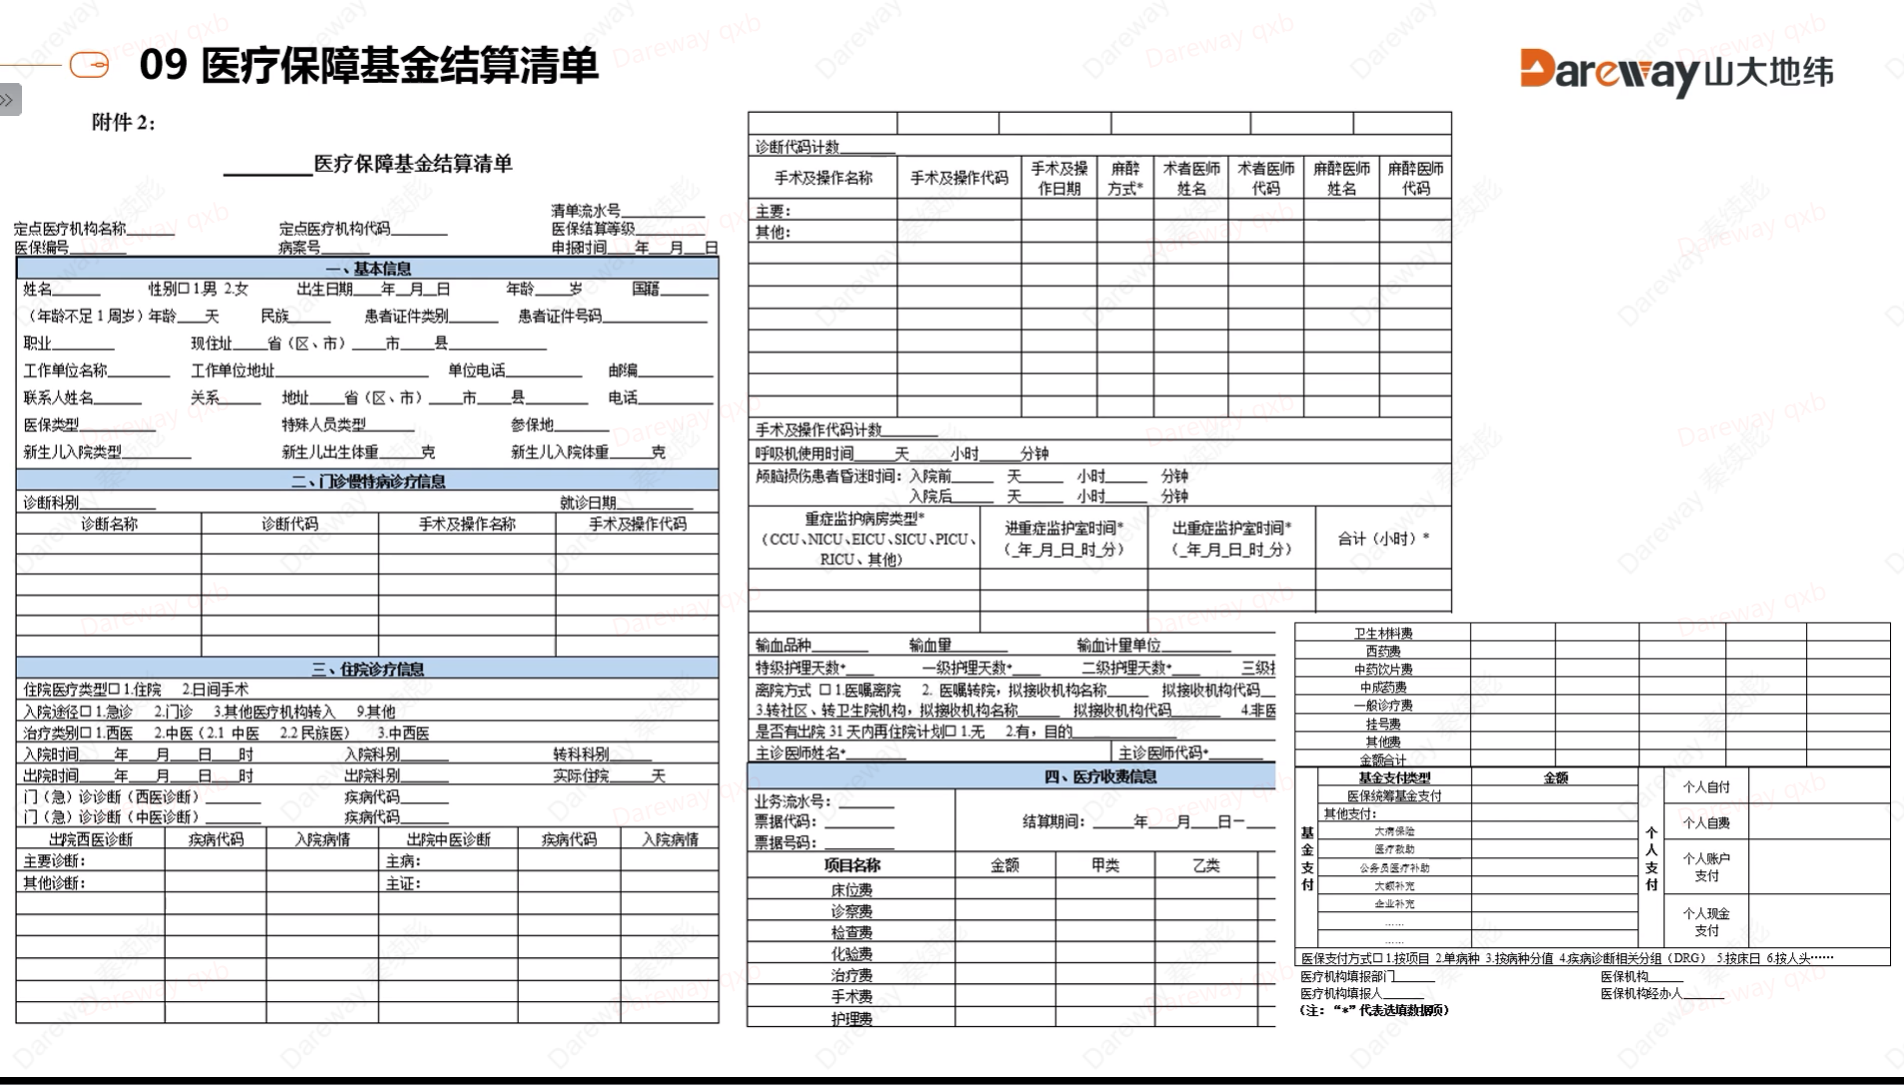 09 医疗保障基金结算清单
Dareway山大地纬
附件 2：
______医疗保障基金结算清单
清单流水号______
定点医疗机构名称______ 定点医疗机构代码______ 医保结算等级______
医保编号______ 病案号______ 申报时间___年___月___日
一、基本信息
姓名______ 性别□ 1.男 2.女 出生日期___年__月__日 年龄____岁 国籍______
（年龄不足 1 周岁）年龄___天 民族_____ 患者证件类别______ 患者证件号码______
职业______ 现住址____省（区、市）____市____县______
工作单位名称______ 工作单位地址______ 单位电话______ 邮编______
联系人姓名______ 关系_____ 地址____省（区、市）____市____县______ 电话______
医保类型______ 特殊人员类型______ 参保地______
新生儿入院类型______ 新生儿出生体重_____克 新生儿入院体重_____克
二、门诊慢特病诊疗信息
诊断科别______ 就诊日期______
诊断名称 诊断代码 手术及操作名称 手术及操作代码
三、住院诊疗信息
住院医疗类型□ 1.住院 2.日间手术
入院途径□ 1.急诊 2.门诊 3.其他医疗机构转入 9.其他
治疗类别□ 1.西医 2.中医（2.1 中医 2.2 民族医） 3.中西医
入院时间____年___月___日___时 入院科别______ 转科科别______
出院时间____年___月___日___时 出院科别______ 实际住院____天
门（急）诊诊断（西医诊断）______ 疾病代码______
门（急）诊诊断（中医诊断）______ 疾病代码______
出院西医诊断 疾病代码 入院病情 出院中医诊断 疾病代码 入院病情
主要诊断： 主病：
其他诊断： 主证：
诊断代码计数______
手术及操作名称 手术及操作代码 手术及操作日期 麻醉方式* 术者医师姓名 术者医师代码 麻醉医师姓名 麻醉医师代码
主要：
其他：
手术及操作代码计数______
呼吸机使用时间____天____小时____分钟
颅脑损伤患者昏迷时间：入院前____ 天____ 小时____ 分钟
入院后____ 天____ 小时____ 分钟
重症监护病房类型* 进重症监护室时间* 出重症监护室时间* 合计（小时）*
（CCU、NICU、EICU、SICU、PICU、 （_年_月_日_时_分） （_年_月_日_时_分）
RICU、其他）
输血品种______ 输血量______ 输血计量单位______
特级护理天数*____ 一级护理天数*____ 二级护理天数*____ 三级
离院方式 □ 1.医嘱离院 2. 医嘱转院，拟接收机构名称______ 拟接收机构代码__
3.转社区、转卫生院机构，拟接收机构名称______ 拟接收机构代码______ 4.非医
是否有出院 31 天内再住院计划□ 1.无 2.有，目的______
主诊医师姓名*______ 主诊医师代码*______
四、医疗收费信息
业务流水号：______
票据代码：______ 结算期间：____年___月___日－___
票据号码：______
项目名称 金额 甲类 乙类
床位费
诊察费
检查费
化验费
治疗费
手术费
护理费
卫生材料费
西药费
中药饮片费
中成药费
一般诊疗费
挂号费
其他费
金额合计
基金支付
基金支付类型 金额
医保统筹基金支付
其他支付：
大病保险
医疗救助
公务员医疗补助
大额补充
企业补充
......
......
个人支付
个人自付
个人自费
个人账户
支付
个人现金
支付
医保支付方式□ 1.按项目 2.单病种 3.按病种分值 4.疾病诊断相关分组（DRG） 5.按床日 6.按人头……
医疗机构填报部门______ 医保机构______
医疗机构填报人______ 医保机构经办人______
（注：“*”代表选填数据项）
Dareway qxb
Dareway 秦续彪